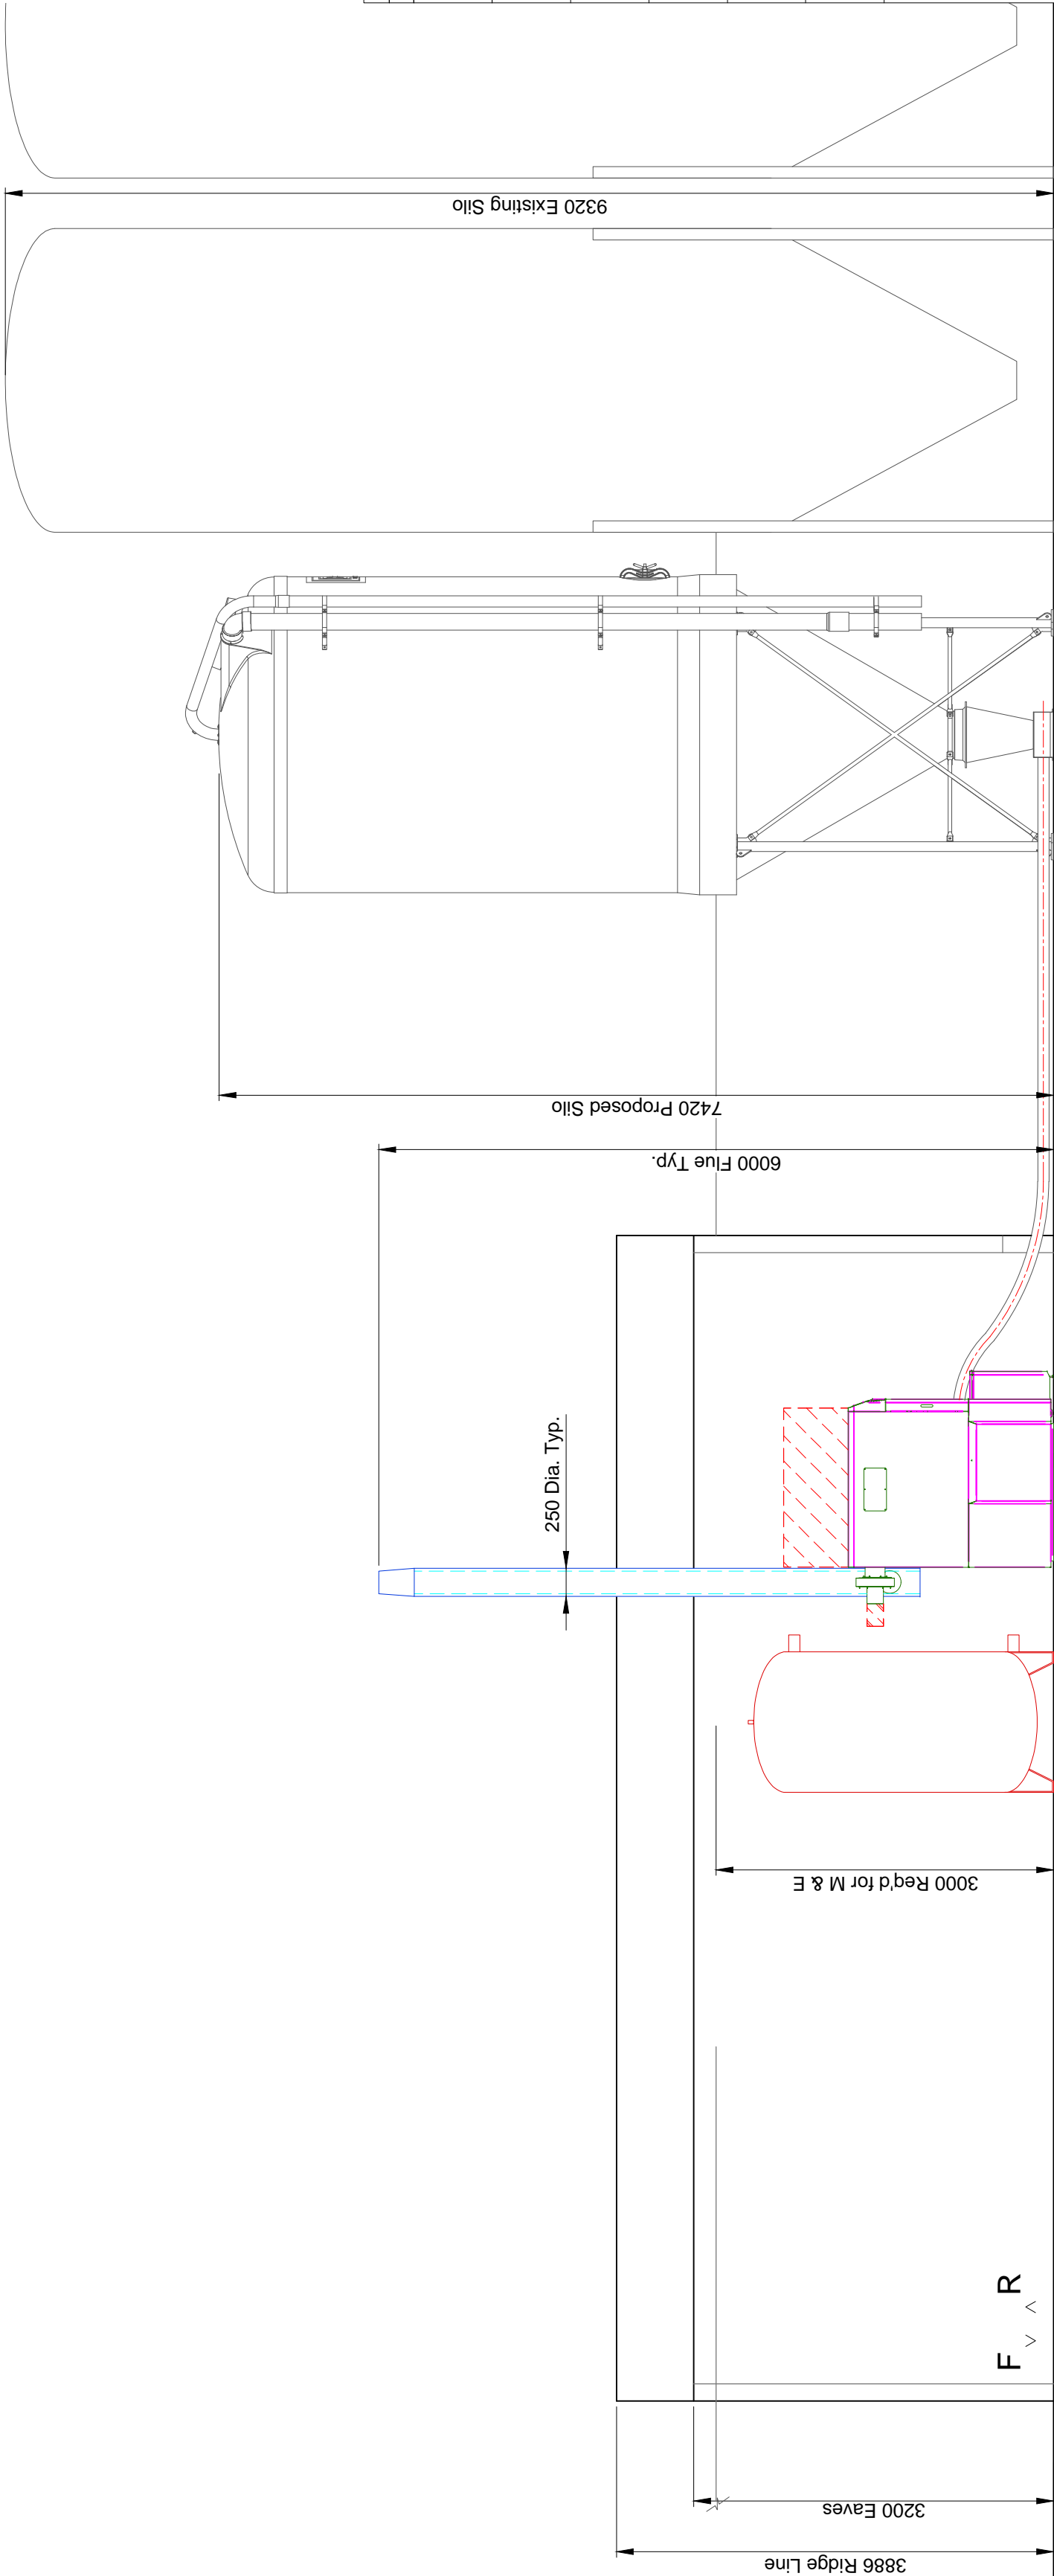 9320 Existing Silo
7420 Proposed Silo
6000 Flue Typ.
250 Dia. Typ.
3000 Req'd for M & E
F R
3200 Eaves
3886 Ridge Line